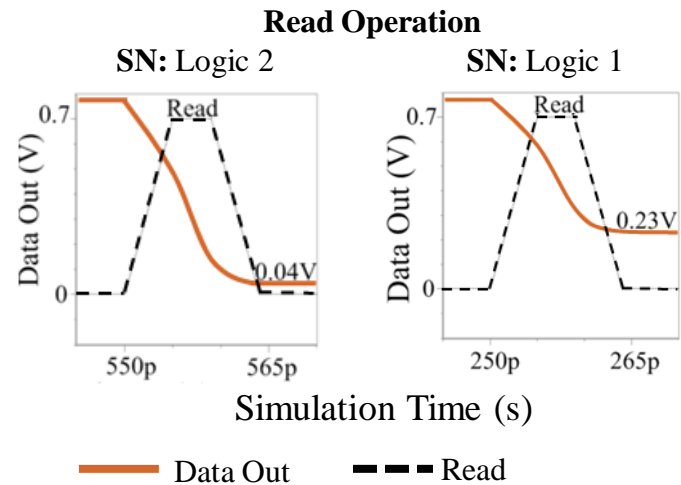 Read Operation
SN: Logic 2
SN: Logic 1
Data Out (V)
0.7
0
Read
0.04V
550p
565p
Data Out (V)
0.7
0
Read
0.23V
250p
265p
Simulation Time (s)
Data Out
Read